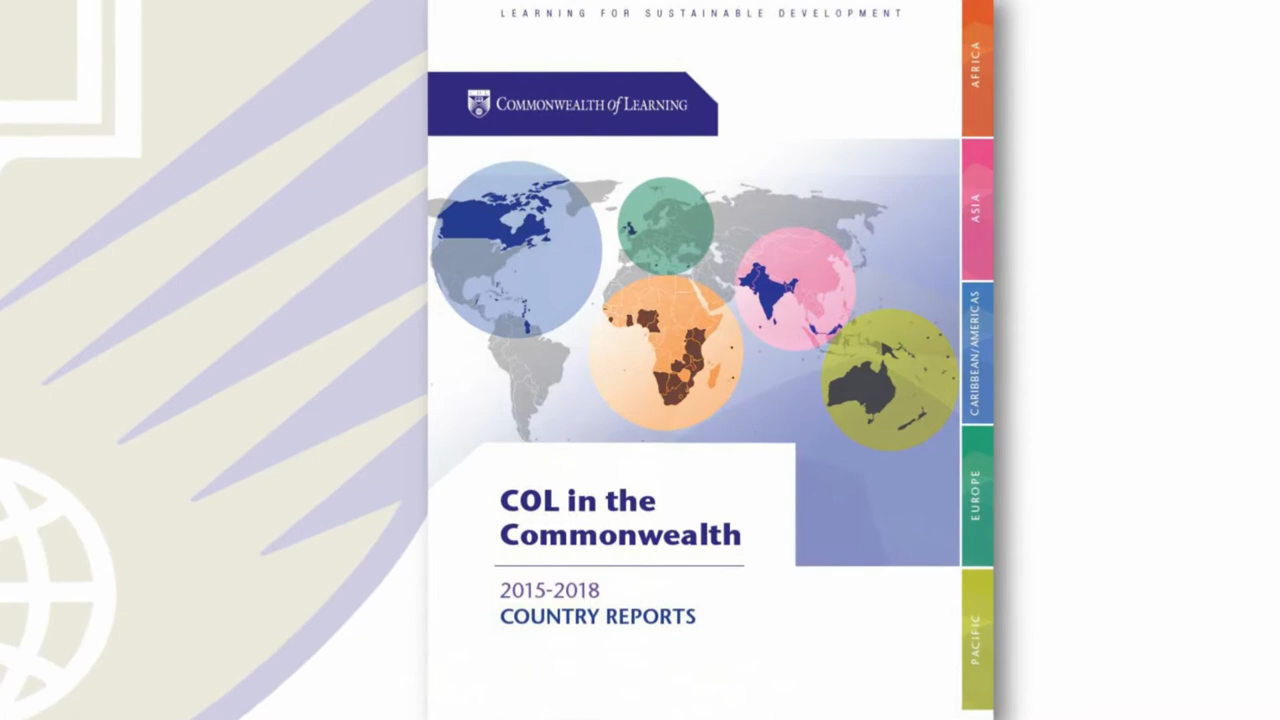 LEARNING FOR SUSTAINABLE DEVELOPMENT
COL
COMMONWEALTH of LEARNING
AFRICA
ASIA
CARIBBEAN/AMERICAS
EUROPE
PACIFIC
COL in the
Commonwealth
2015-2018
COUNTRY REPORTS